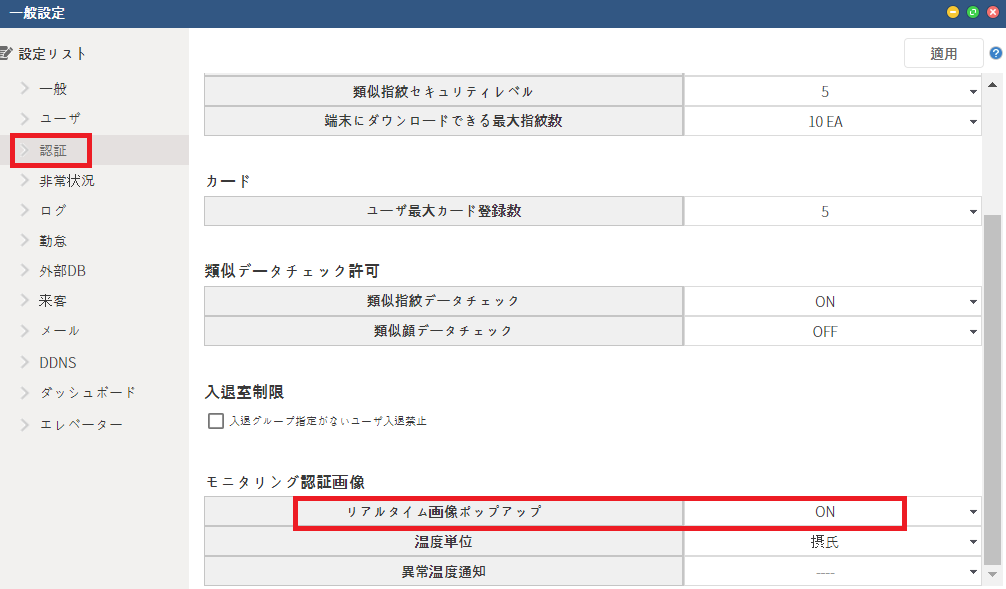 一般設定
設定リスト
適用
?
一般
ユーザ
認証
非常状況
ログ
勤怠
外部DB
来客
メール
DDNS
ダッシュボード
エレベーター
類似指紋セキュリティレベル 5
端末にダウンロードできる最大指紋数 10 EA
カード
ユーザ最大カード登録数 5
類似データチェック許可
類似指紋データチェック ON
類似顔データチェック OFF
入退室制限
入退グループ指定がないユーザ入退禁止
モニタリング認証画像
リアルタイム画像ポップアップ ON
温度単位 摂氏
異常温度通知 ----